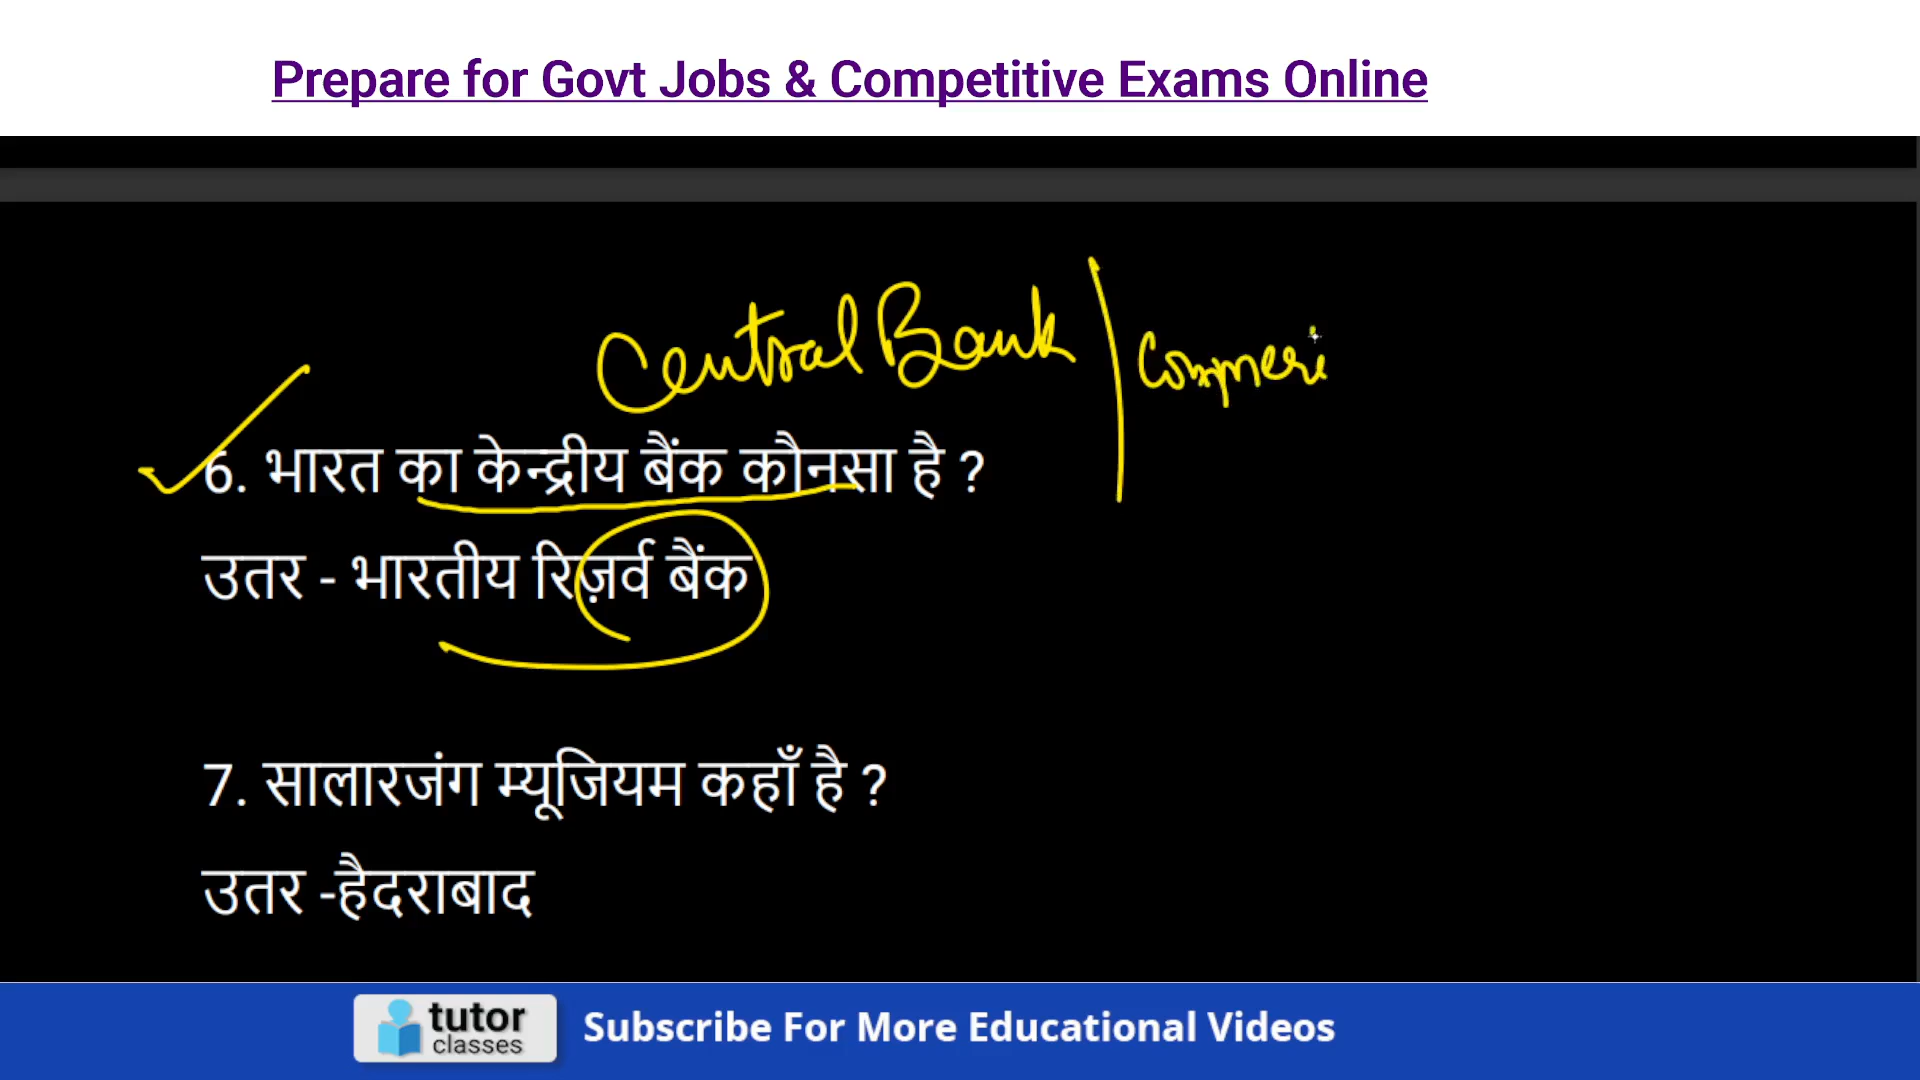 Prepare for Govt Jobs & Competitive Exams Online
Central Bank
6. भारत का केन्द्रीय बैंक कौनसा है ?
उतर - भारतीय रिज़र्व बैंक
7. सालारजंग म्यूजियम कहाँ है ?
उतर -हैदराबाद
tutor
classes
Subscribe For More Educational Videos